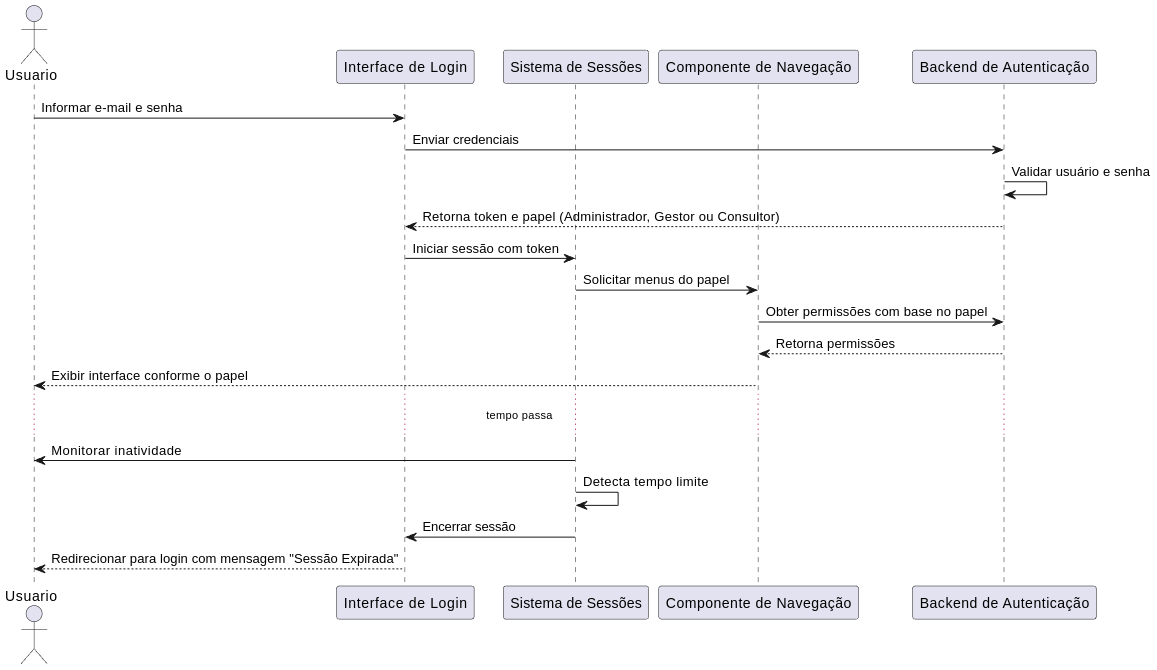 Usuario
Interface de Login
Sistema de Sessões
Componente de Navegação
Backend de Autenticação
Informar e-mail e senha
Enviar credenciais
Validar usuário e senha
Retorna token e papel (Administrador, Gestor ou Consultor)
Iniciar sessão com token
Solicitar menus do papel
Obter permissões com base no papel
Retorna permissões
Exibir interface conforme o papel
tempo passa
Monitorar inatividade
Detecta tempo limite
Encerrar sessão
Redirecionar para login com mensagem "Sessão Expirada"
Usuario
Interface de Login
Sistema de Sessões
Componente de Navegação
Backend de Autenticação